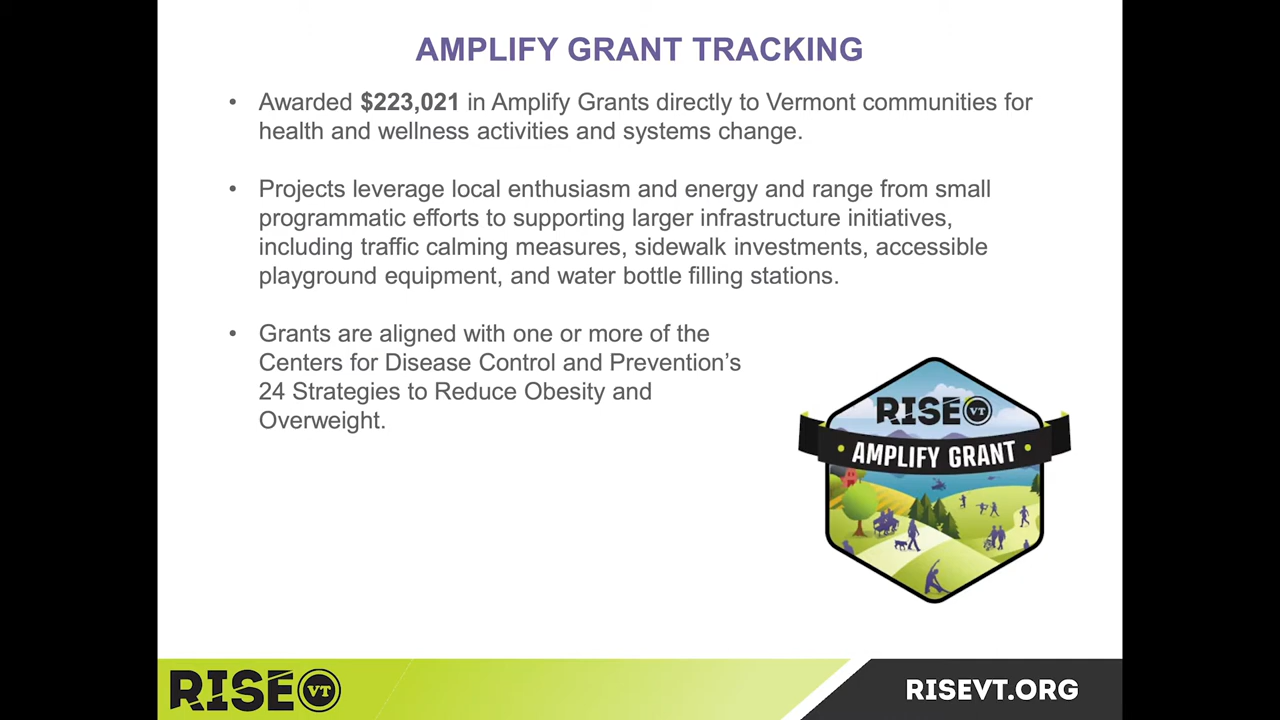 AMPLIFY GRANT TRACKING
• Awarded $223,021 in Amplify Grants directly to Vermont communities for
health and wellness activities and systems change.
• Projects leverage local enthusiasm and energy and range from small
programmatic efforts to supporting larger infrastructure initiatives,
including traffic calming measures, sidewalk investments, accessible
playground equipment, and water bottle filling stations.
• Grants are aligned with one or more of the
Centers for Disease Control and Prevention’s
24 Strategies to Reduce Obesity and
Overweight.
RISE VT
• AMPLIFY GRANT •
RISE VT
RISEVT.ORG